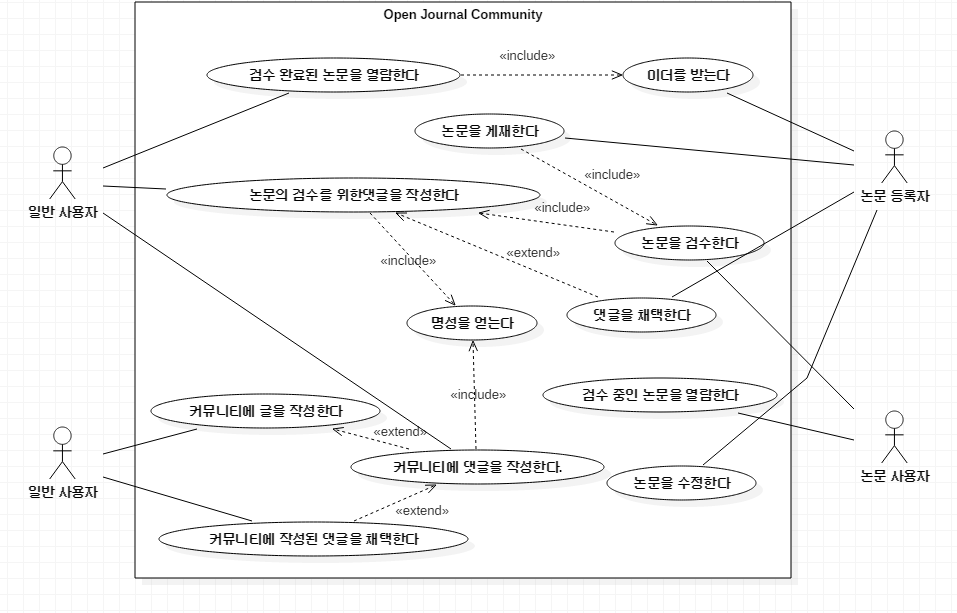 Open Journal Community
«include»
검수 완료된 논문을 열람한다
이더를 받는다
논문을 게재한다
«include»
논문의 검수를 위한댓글을 작성한다
논문 등록자
일반 사용자
«include»
논문을 검수한다
«extend»
«include»
댓글을 채택한다
명성을 얻는다
«include»
검수 중인 논문을 열람한다
커뮤니티에 글을 작성한다
«extend»
커뮤니티에 댓글을 작성한다.
논문 사용자
논문을 수정한다
일반 사용자
«extend»
커뮤니티에 작성된 댓글을 채택한다